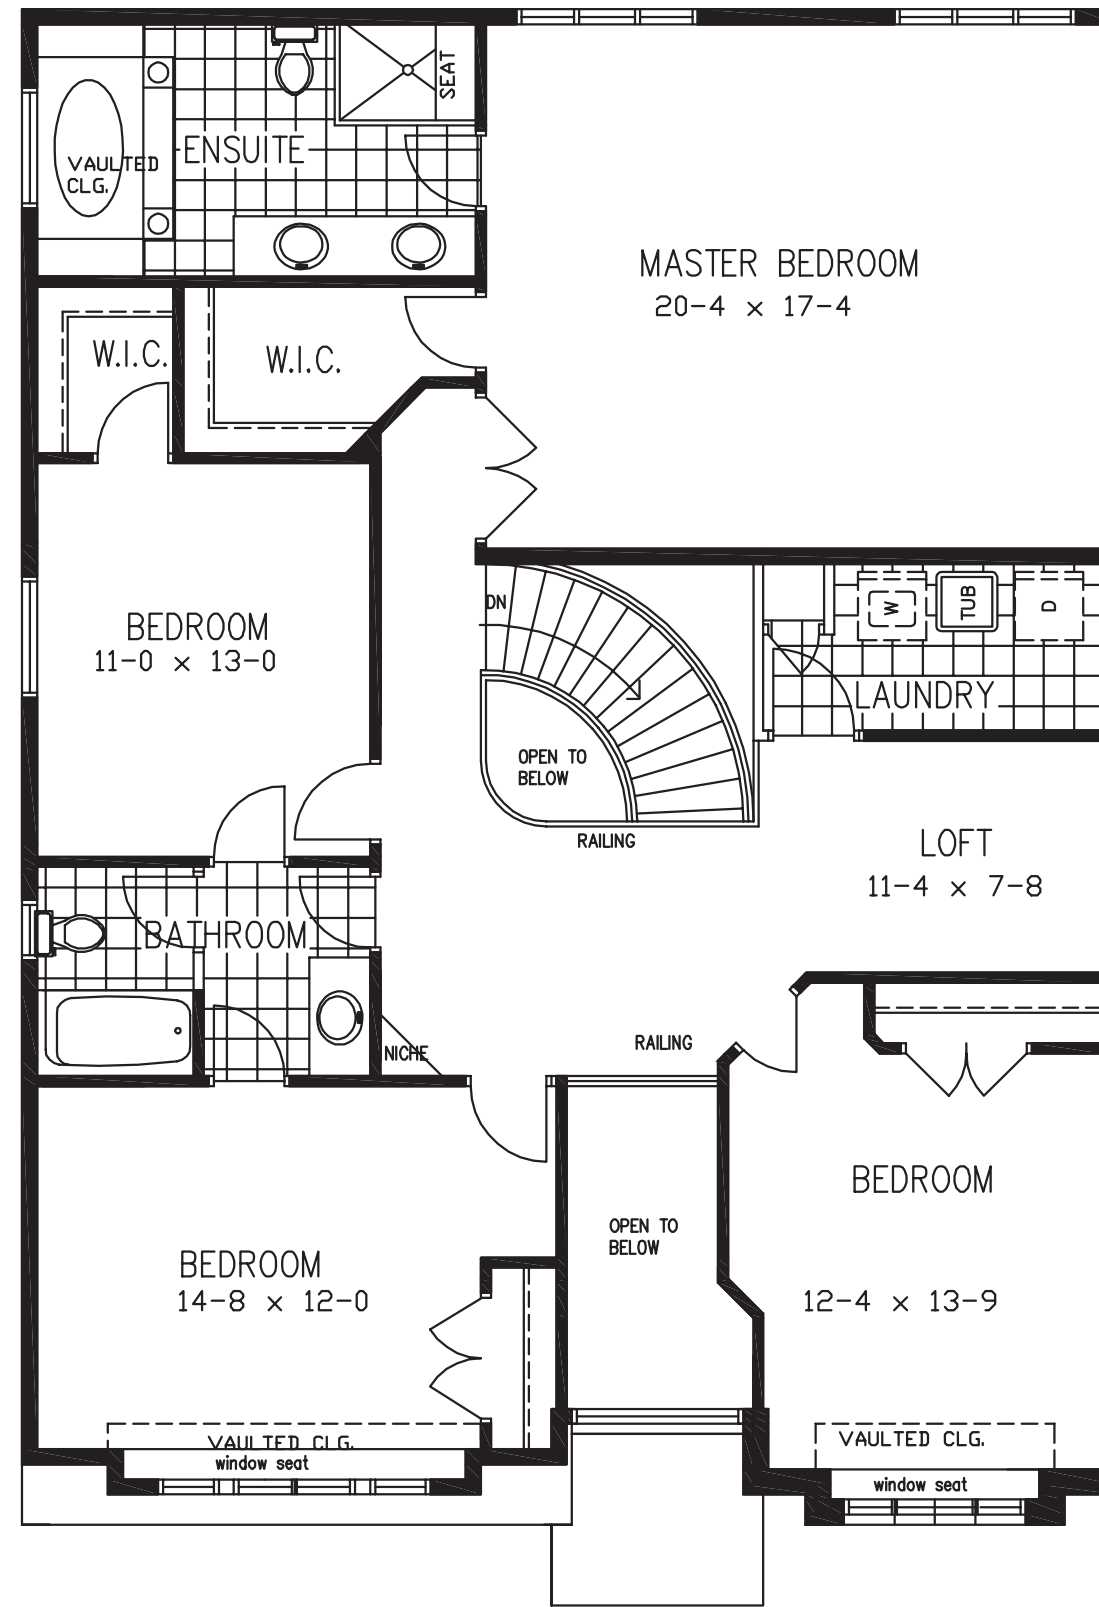 SEAT
ENSUITE
VAULTED
CLG.
MASTER BEDROOM
20-4 x 17-4
W.I.C.
W.I.C.
DN
W
TUB
D
BEDROOM
11-0 x 13-0
LAUNDRY
OPEN TO
BELOW
RAILING
LOFT
11-4 x 7-8
BATHROOM
NICHE
RAILING
BEDROOM
12-4 x 13-9
OPEN TO
BELOW
BEDROOM
14-8 x 12-0
VAULTED CLG.
window seat
VAULTED CLG.
window seat